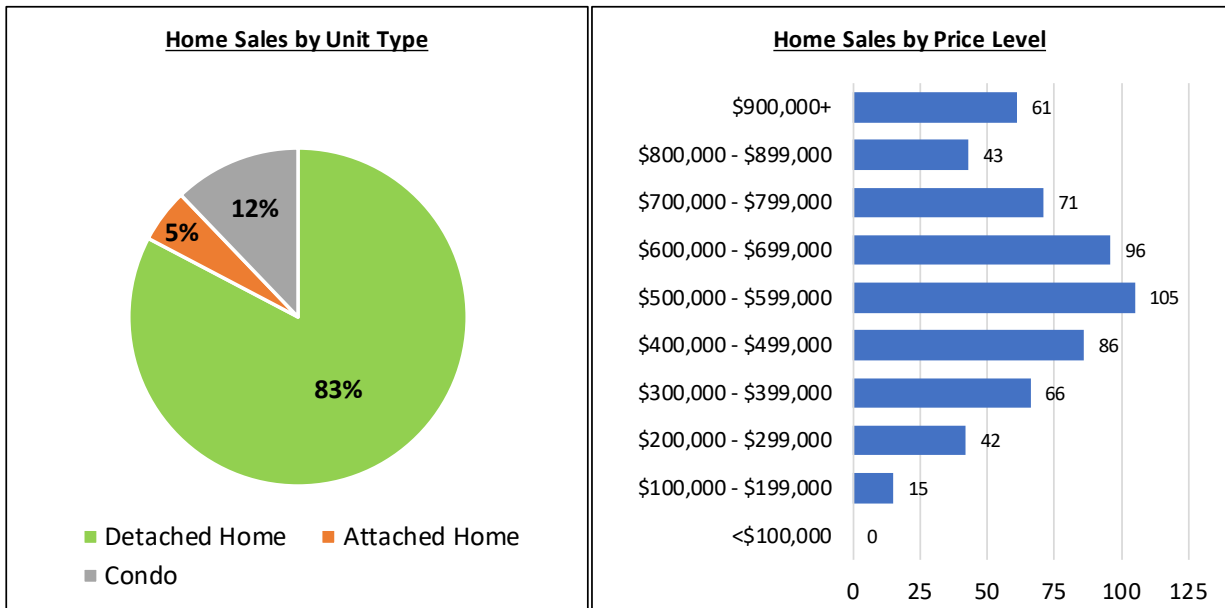 Home Sales by Unit Type
12%
5%
83%
Detached Home
Attached Home
Condo
Home Sales by Price Level
$900,000+ 61
$800,000 - $899,000 43
$700,000 - $799,000 71
$600,000 - $699,000 96
$500,000 - $599,000 105
$400,000 - $499,000 86
$300,000 - $399,000 66
$200,000 - $299,000 42
$100,000 - $199,000 15
<$100,000 0
0 25 50 75 100 125